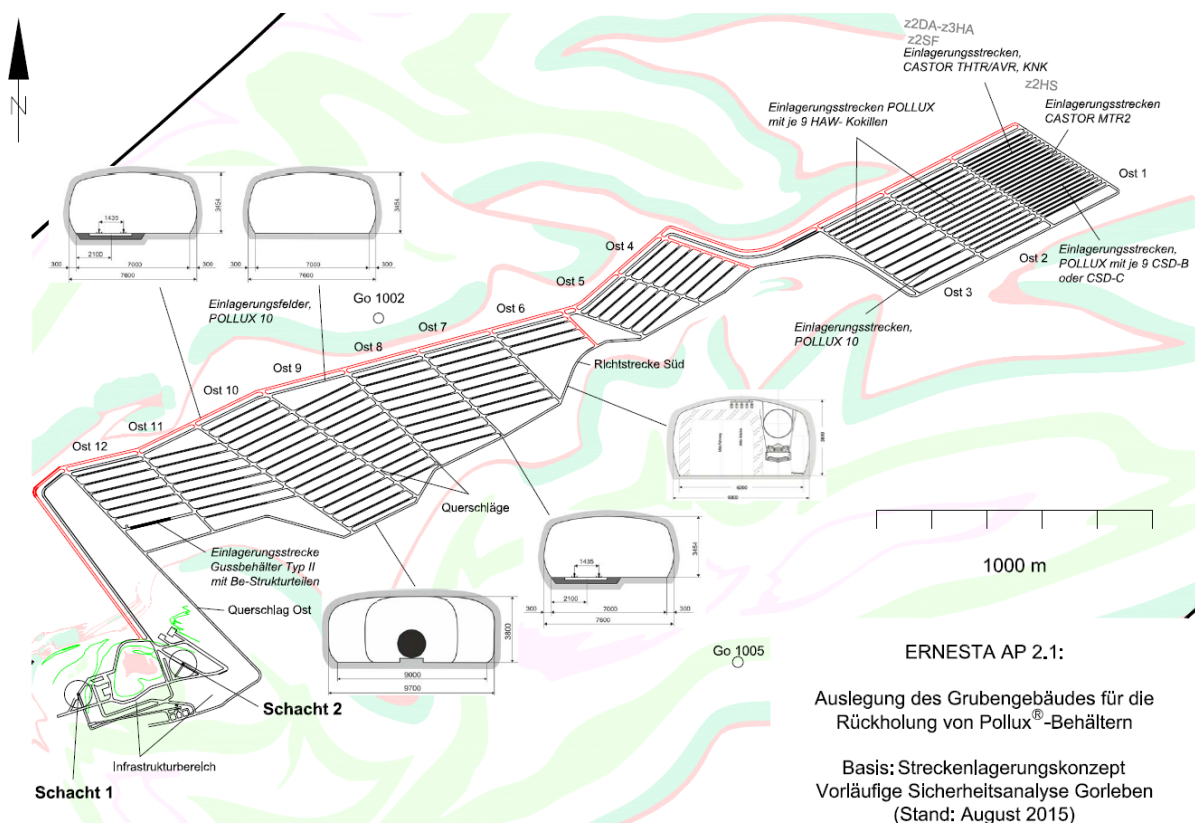 z2DA-z3HA
z2SF
Einlagerungsstrecken,
CASTOR THTR/AVR, KNK
z2HS
Einlagerungsstrecken
CASTOR MTR2
Einlagerungsstrecken POLLUX
mit je 9 HAW- Kokillen
N
Ost 1
3454
1435
2100
300
7000
300
7600
3454
300
7000
300
7600
Ost 4
Ost 2
Einlagerungsstrecken,
POLLUX mit je 9 CSD-B
oder CSD-C
Ost 5
Ost 3
Einlagerungsfelder,
POLLUX 10
Go 1002
Ost 6
Einlagerungsstrecken,
POLLUX 10
Ost 7
Ost 8
Richtstrecke Süd
Ost 9
Ost 10
Ost 11
Ost 12
Querschläge
Einlagerungsstrecke
Gussbehälter Typ II
mit Be-Strukturteilen
3454
1435
2100
300
7000
300
7600
1000 m
Querschlag Ost
3800
9000
9700
Go 1005
ERNESTA AP 2.1:
Schacht 2
Auslegung des Grubengebäudes für die
Rückholung von Pollux®-Behältern
Infrastrukturbereich
Schacht 1
Basis: Streckenlagerungskonzept
Vorläufige Sicherheitsanalyse Gorleben
(Stand: August 2015)